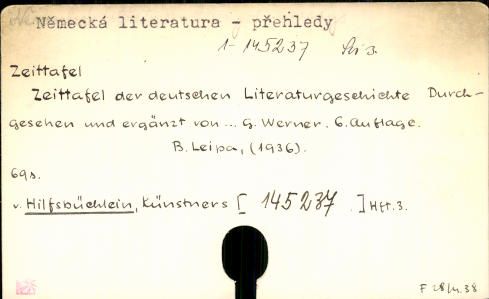 Německá literatura - přehledy
1-145237
Zeittafel
Zeittafel der deutschen Literaturgeschichte Durch-
gesehen und ergänzt von ... G. Werner. 6. Auflage.
B. Leipa, (1936).
69 s.
v. Hilfsbüchlein, Künstners [ 145237 .] Hft. 3.